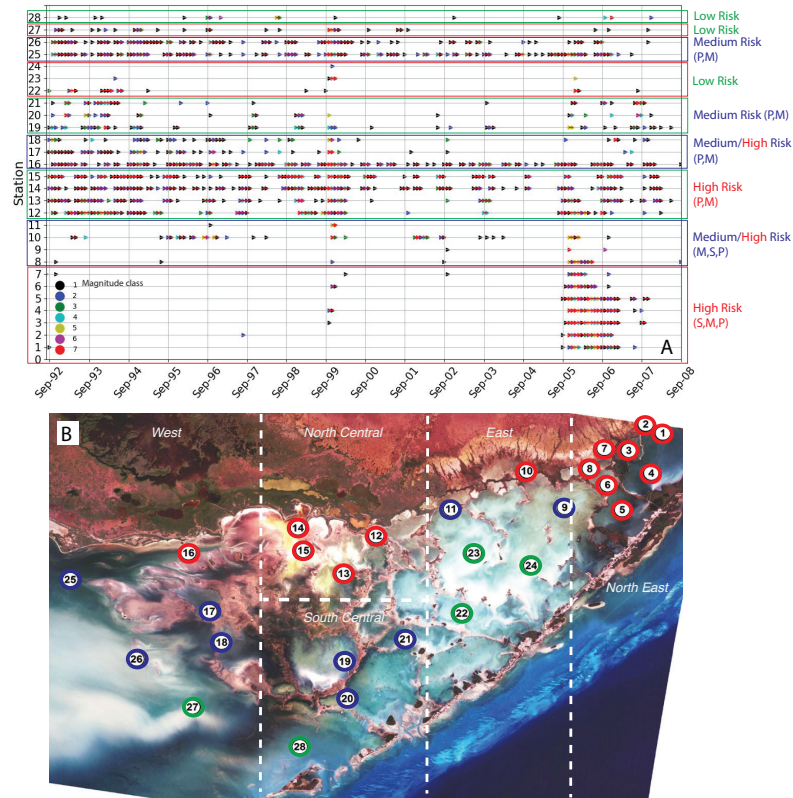 28
Low Risk
27
Low Risk
26
Medium Risk
(P,M)
25
24
23
Low Risk
22
21
20
Medium Risk (P,M)
19
18
Medium/High Risk
(P,M)
17
16
15
High Risk
(P,M)
14
13
12
11
10
Medium/High Risk
(M,S,P)
9
8
7
6
5
4
3
2
1
0
High Risk
(S,M,P)
Station
Magnitude class
1
2
3
4
5
6
7
A
Sep-92
Sep-93
Sep-94
Sep-95
Sep-96
Sep-97
Sep-98
Sep-99
Sep-00
Sep-01
Sep-02
Sep-03
Sep-04
Sep-05
Sep-06
Sep-07
Sep-08
B
West
North Central
East
North East
South Central
2
1
7
3
8
10
4
6
9
5
11
14
12
16
15
23
24
25
13
17
22
18
21
26
19
20
27
28